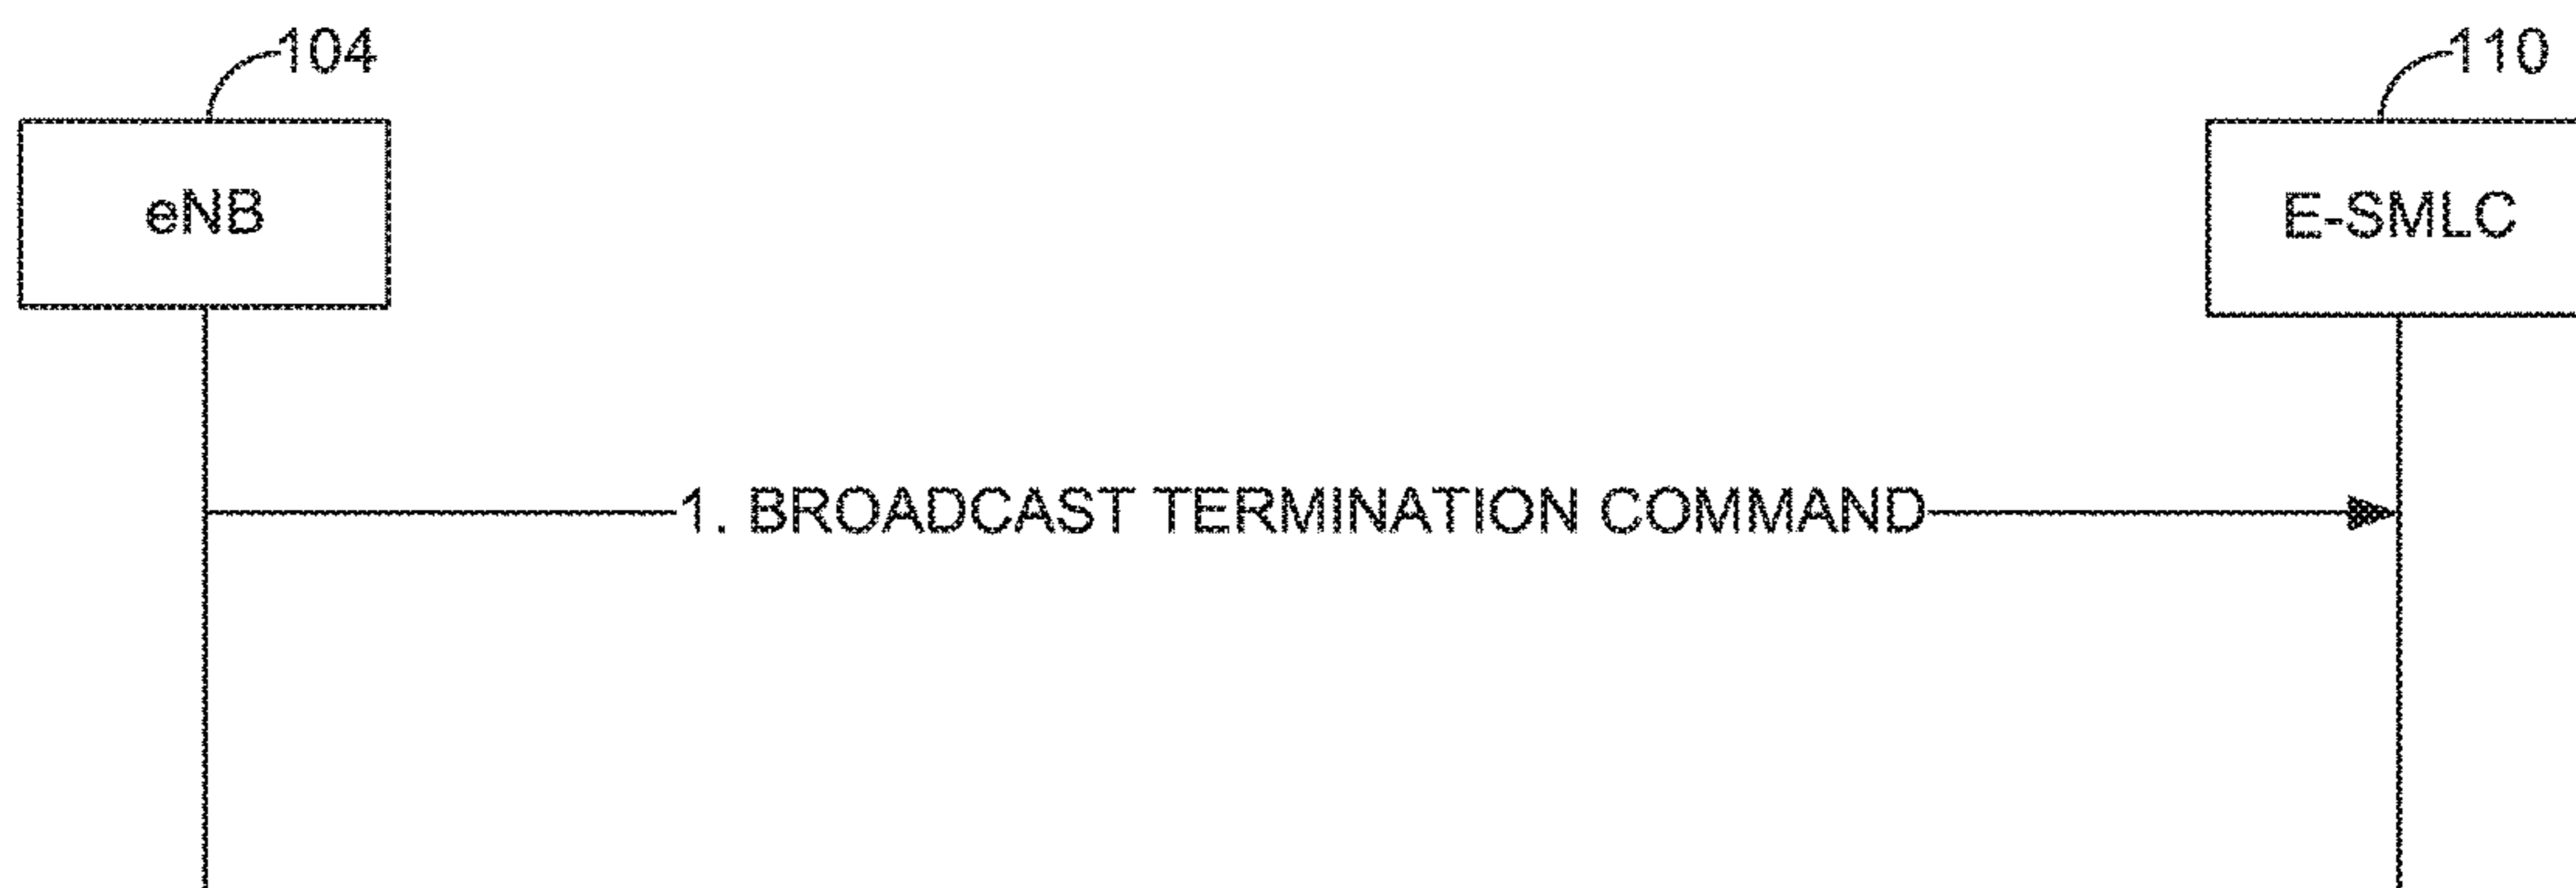 104
110
eNB
E-SMLC
1. BROADCAST TERMINATION COMMAND